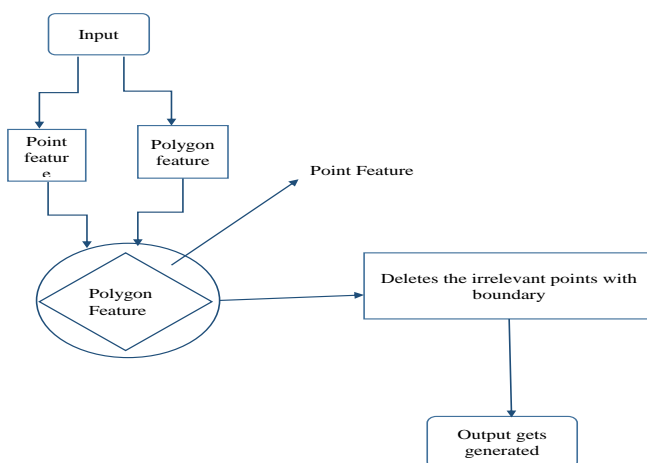 Input
Point
featur
e
Polygon
feature
Point Feature
Polygon
Feature
Deletes the irrelevant points with
boundary
Output gets
generated